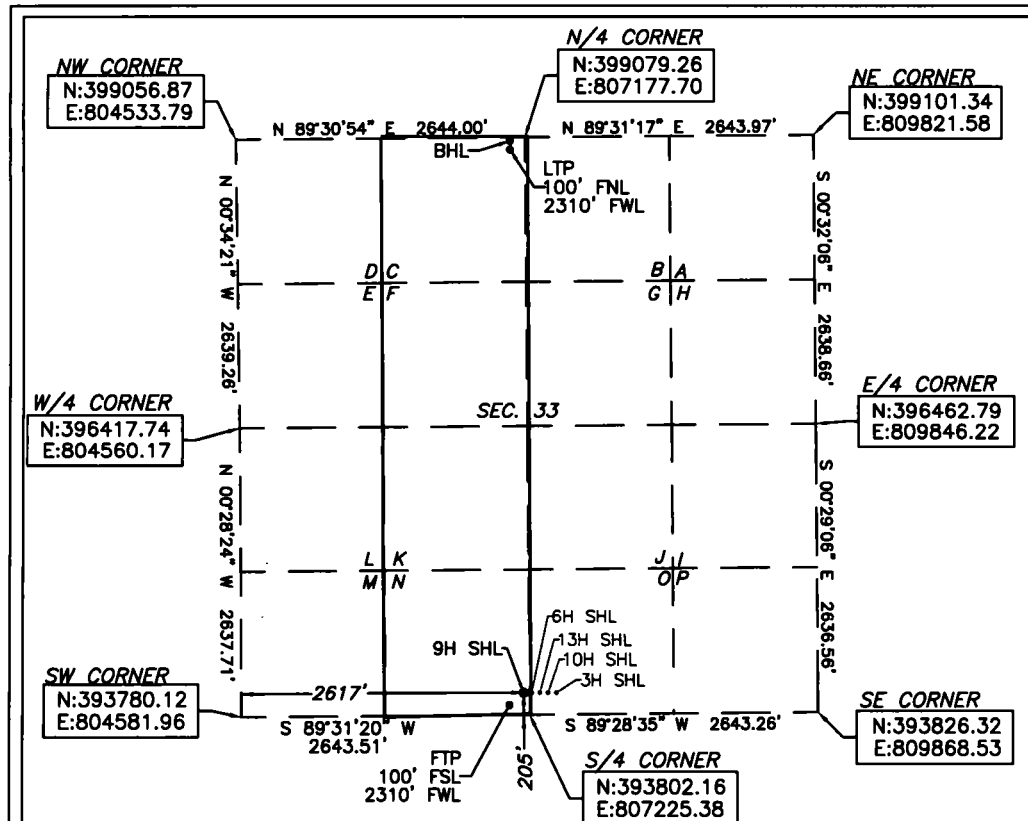 N/4 CORNER
N:399079.26
E:807177.70
NW CORNER
N:399056.87
E:804533.79
NE CORNER
N:399101.34
E:809821.58
N 89°30'54" E 2644.00'
N 89°31'17" E 2643.97'
BHL
LTP
100' FNL
2310' FWL
N 00°34'21" W 2639.26'
S 00°32'06" E 2638.66'
D C
E F
B A
G H
W/4 CORNER
N:396417.74
E:804560.17
SEC. 33
E/4 CORNER
N:396462.79
E:809846.22
N 00°28'24" W 2637.71'
S 00°29'06" E 2636.56'
L K
M N
J I
O P
6H SHL
13H SHL
10H SHL
3H SHL
9H SHL
2617'
SW CORNER
N:393780.12
E:804581.96
SE CORNER
N:393826.32
E:809868.53
S 89°31'20" W
2643.51'
S 89°28'35" W 2643.26'
205'
FTP
100' FSL
2310' FWL
S/4 CORNER
N:393802.16
E:807225.38